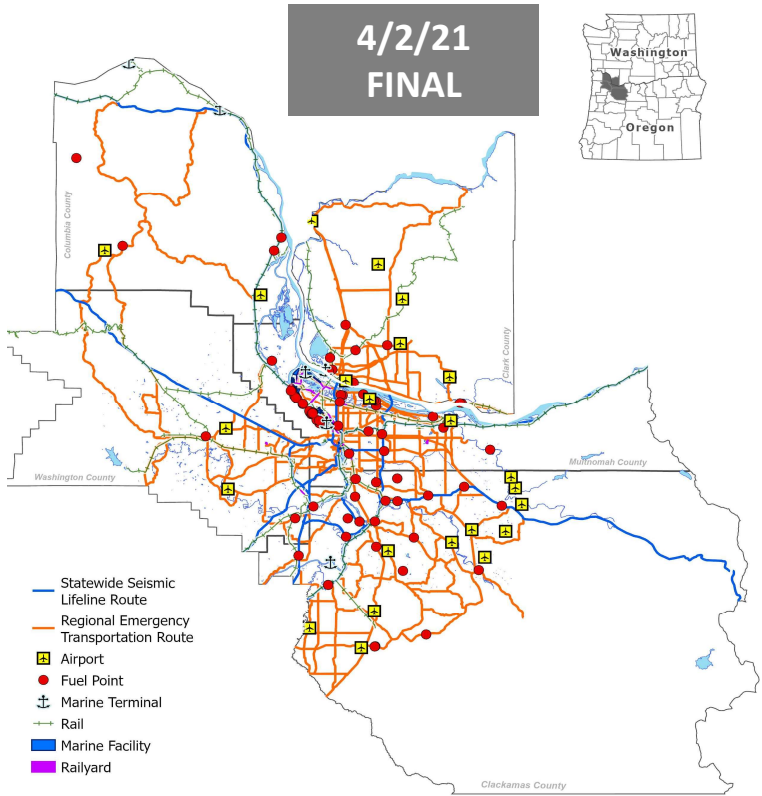 4/2/21
FINAL
Washington
Oregon
Columbia County
Clark County
Washington County
Multnomah County
Statewide Seismic
Lifeline Route
Regional Emergency
Transportation Route
Airport
Fuel Point
Marine Terminal
Rail
Marine Facility
Railyard
Clackamas County